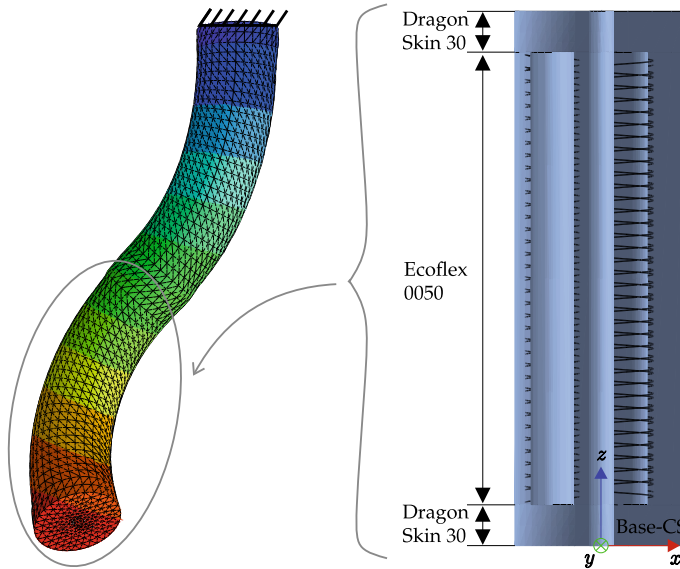 Dragon
Skin 30
Ecoflex
0050
Dragon
Skin 30
z
Base-CS
y
x